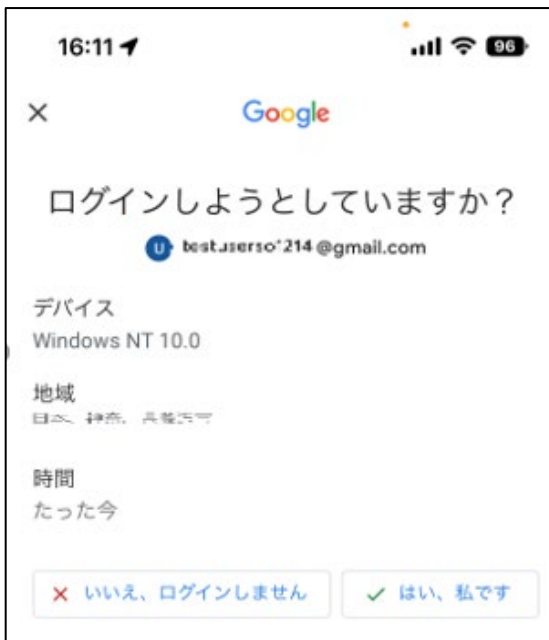 16:11
96
×
Google
ログインしようとしていますか?
U
@gmail.com
デバイス
Windows NT 10.0
地域
日本、
時間
たった今
× いいえ、ログインしません
✓ はい、私です